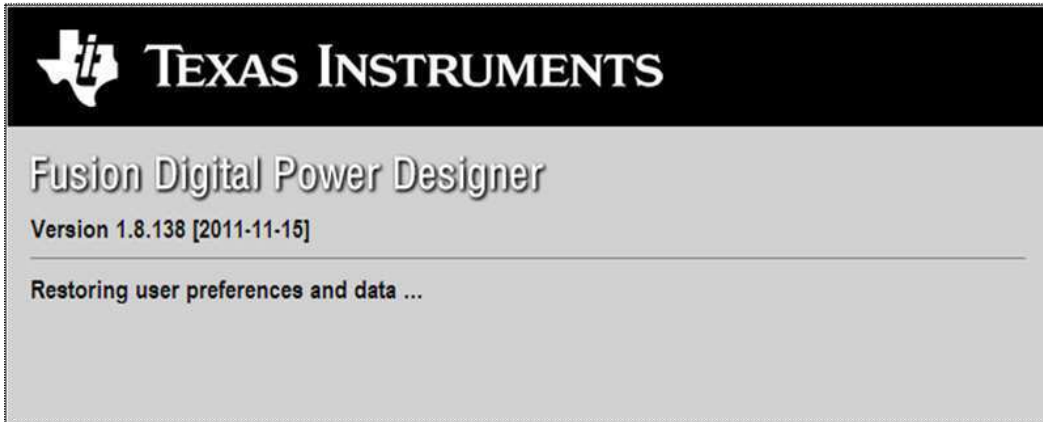 TEXAS INSTRUMENTS
Fusion Digital Power Designer
Version 1.8.138 [2011-11-15]
Restoring user preferences and data ...